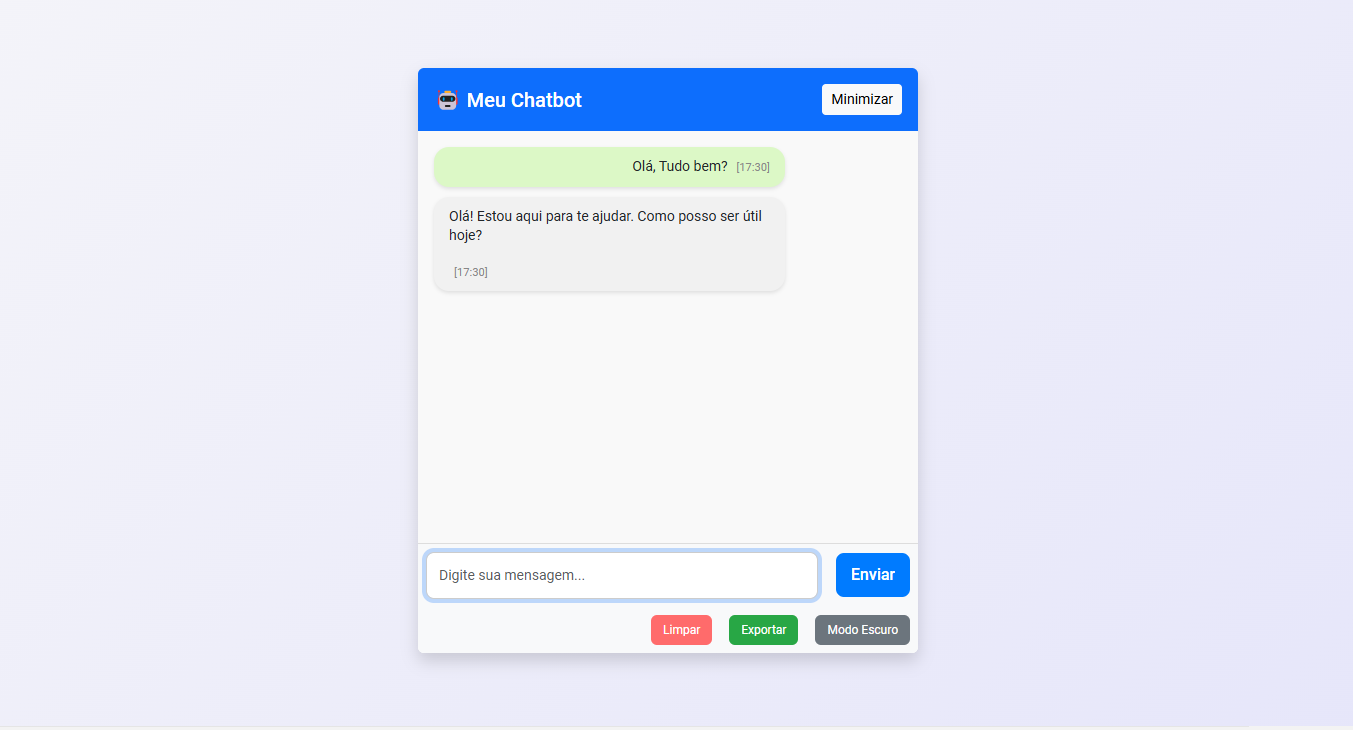 Meu Chatbot
Minimizar
Olá, Tudo bem? [17:30]
Olá! Estou aqui para te ajudar. Como posso ser útil
hoje?
[17:30]
Digite sua mensagem...
Enviar
Limpar
Exportar
Modo Escuro